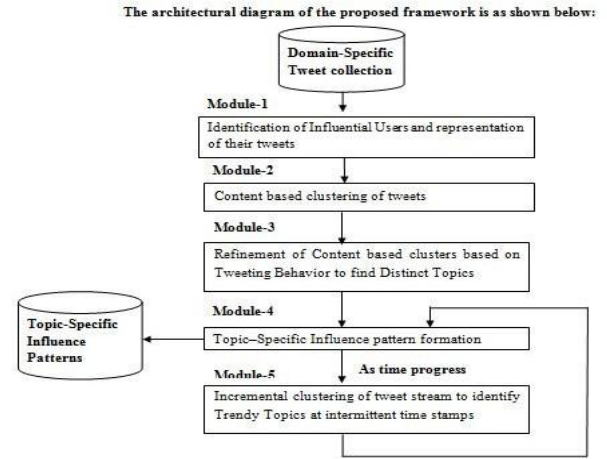 The architectural diagram of the proposed framework is as shown below:
Domain-Specific
Tweet collection
Module-1
Identification of Influential Users and representation
of their tweets
Module-2
Content based clustering of tweets
Module-3
Refinement of Content based clusters based on
Tweeting Behavior to find Distinct Topics
Module-4
Topic-Specific
Influence
Patterns
Topic–Specific Influence pattern formation
As time progress
Module-5
Incremental clustering of tweet stream to identify
Trendy Topics at intermittent time stamps